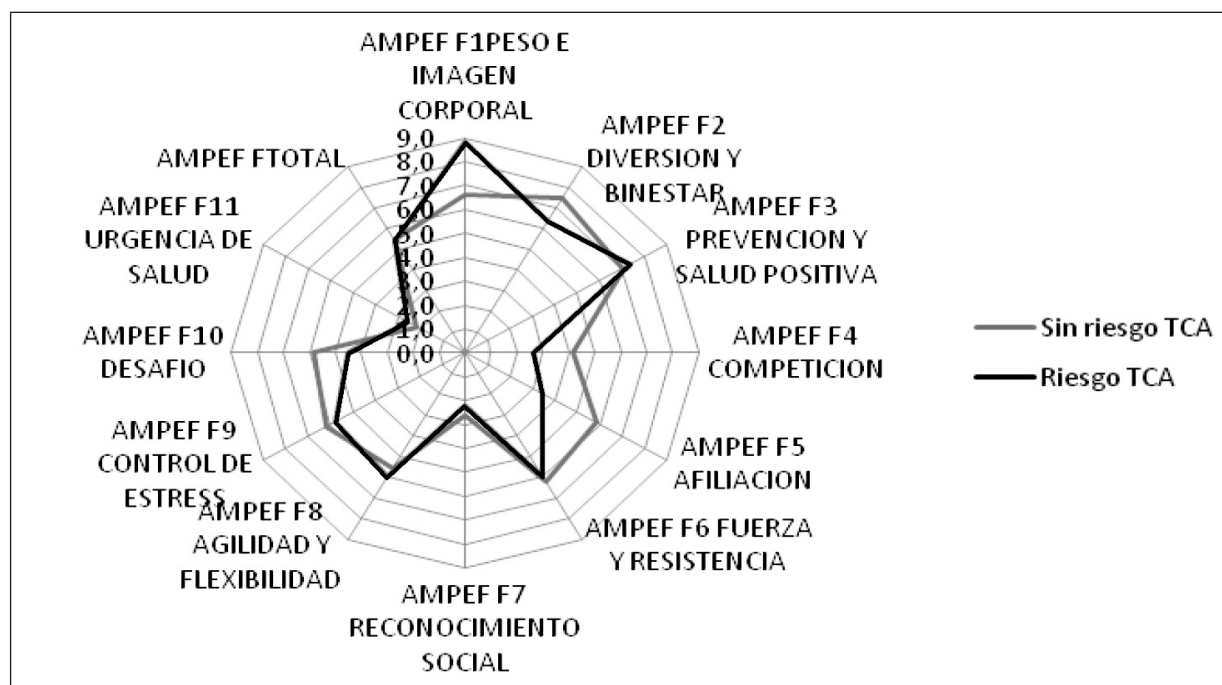 AMPEF F1PESO E
IMAGEN
CORPORAL
AMPEF F2
DIVERSION Y
BINESTAR
AMPEF F3
PREVENCION Y
SALUD POSITIVA
AMPEF F4
COMPETICION
AMPEF F5
AFILIACION
AMPEF F6 FUERZA
Y RESISTENCIA
AMPEF F7
RECONOCIMIENTO
SOCIAL
AMPEF F8
AGILIDAD Y
FLEXIBILIDAD
AMPEF F9
CONTROL DE
ESTRESS
AMPEF F10
DESAFIO
AMPEF F11
URGENCIA DE
SALUD
AMPEF FTOTAL
9,0
8,0
7,0
6,0
5,0
4,0
3,0
2,0
1,0
0,0
Sin riesgo TCA
Riesgo TCA